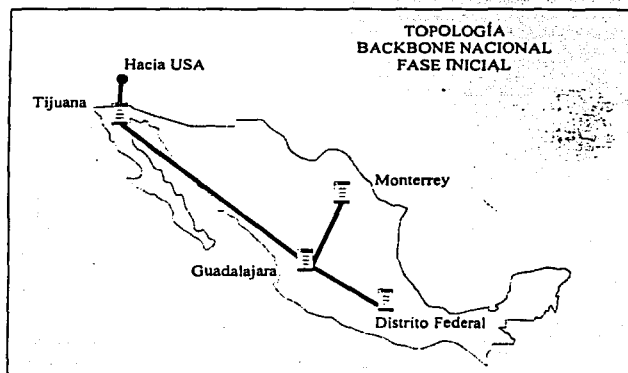 TOPOLOGÍA
BACKBONE NACIONAL
FASE INICIAL
Hacia USA
Tijuana
Monterrey
Guadalajara
Distrito Federal